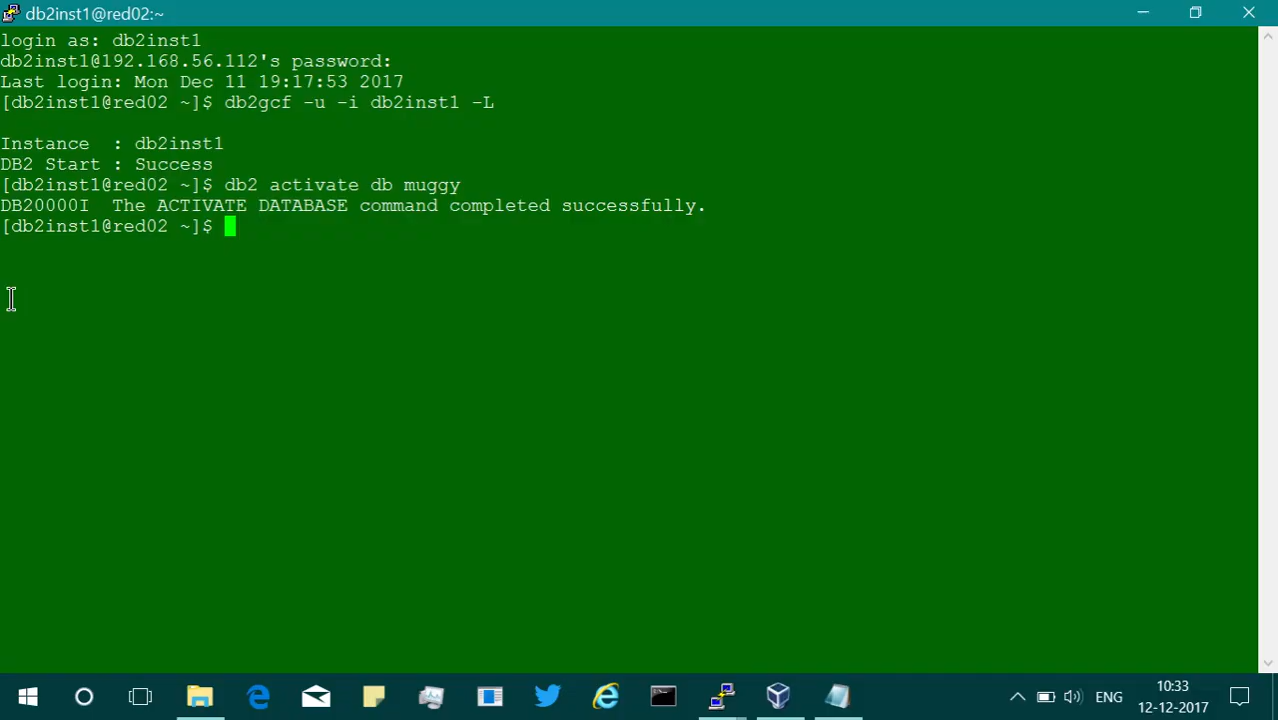 db2inst1@red02:~
login as: db2inst1
db2inst1@192.168.56.112's password:
Last login: Mon Dec 11 19:17:53 2017
[db2inst1@red02 ~]$ db2gcf -u -i db2inst1 -L
Instance  : db2inst1
DB2 Start : Success
[db2inst1@red02 ~]$ db2 activate db muggy
DB20000I  The ACTIVATE DATABASE command completed successfully.
[db2inst1@red02 ~]$
ENG
10:33
12-12-2017